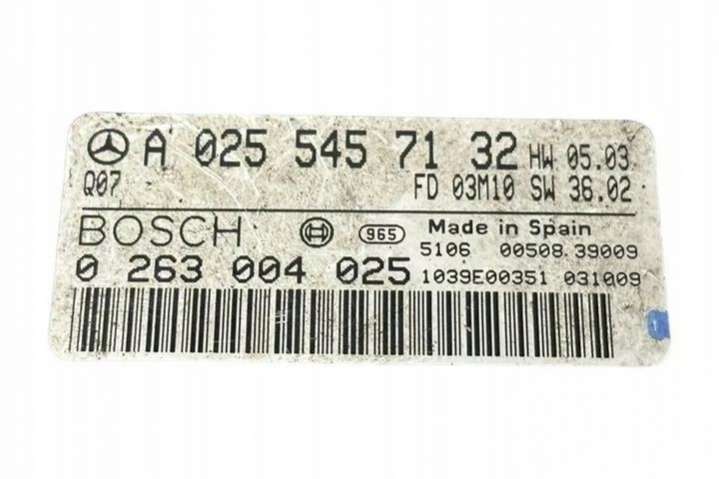 A 025 545 71 32 HW 05.03
Q07 FD 03M10 SW 36.02
BOSCH 965 Made in Spain
5106 00508.39009
0 263 004 025 1039E00351 031009